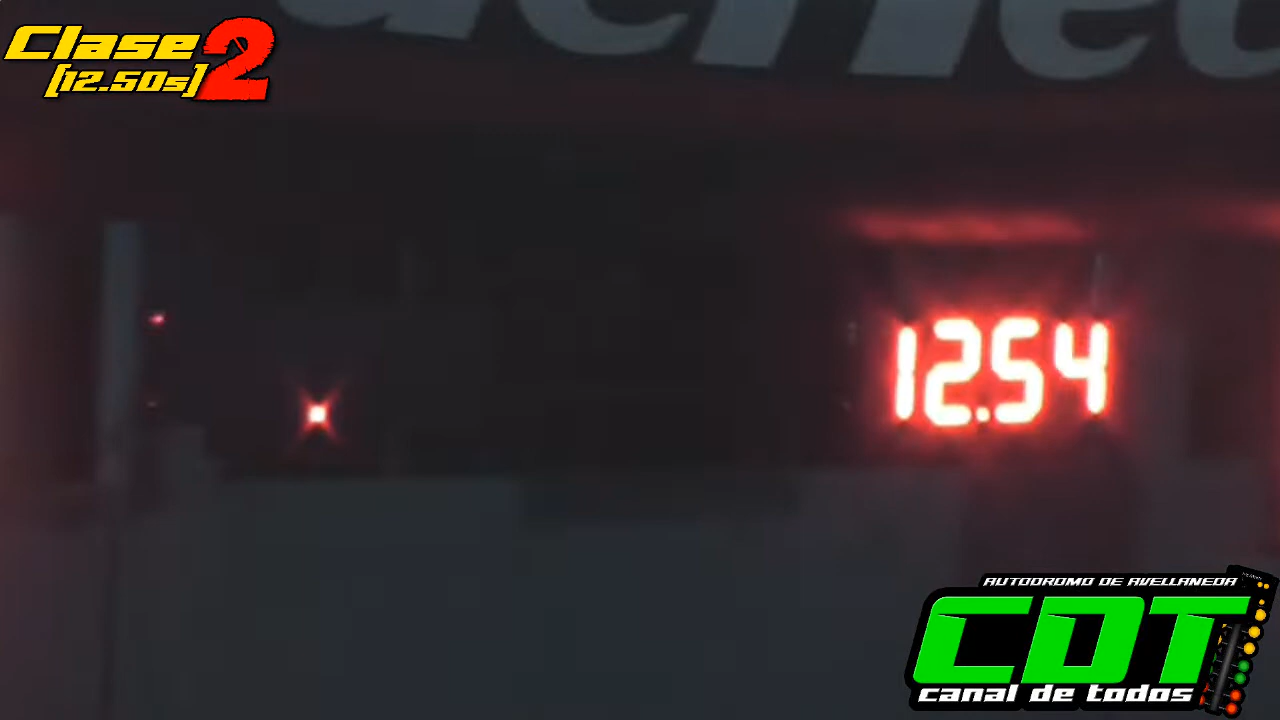 Clase 2
[12.50s]
12.54
AUTODROMO DE AVELLANEDA
CDT
canal de todos